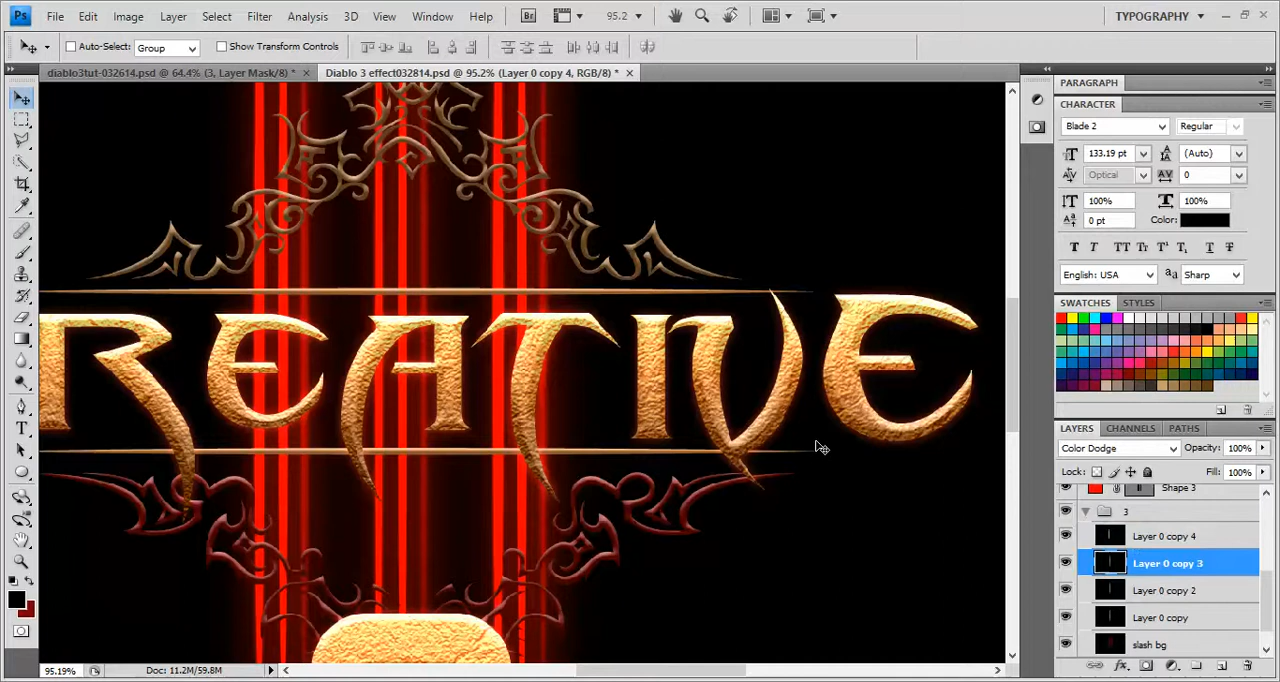 Ps File Edit Image Layer Select Filter Analysis 3D View Window Help Br 95.2 TYPOGRAPHY
Auto-Select: Group Show Transform Controls
diablo3tut-032614.psd @ 64.4% (3, Layer Mask/8) * × Diablo 3 effect032814.psd @ 95.2% (Layer 0 copy 4, RGB/8) * ×
PARAGRAPH
CHARACTER
Blade 2 Regular
133.19 pt (Auto)
Optical 0
100% 100%
0 pt Color:
T T TT Tr T¹ T, T T
English: USA aa Sharp
SWATCHES STYLES
REATIVE
LAYERS CHANNELS PATHS
Color Dodge Opacity: 100%
Lock: Fill: 100%
Shape 3
3
Layer 0 copy 4
Layer 0 copy 3
Layer 0 copy 2
Layer 0 copy
slash bg
95.19% Doc: 11.2M/59.8M